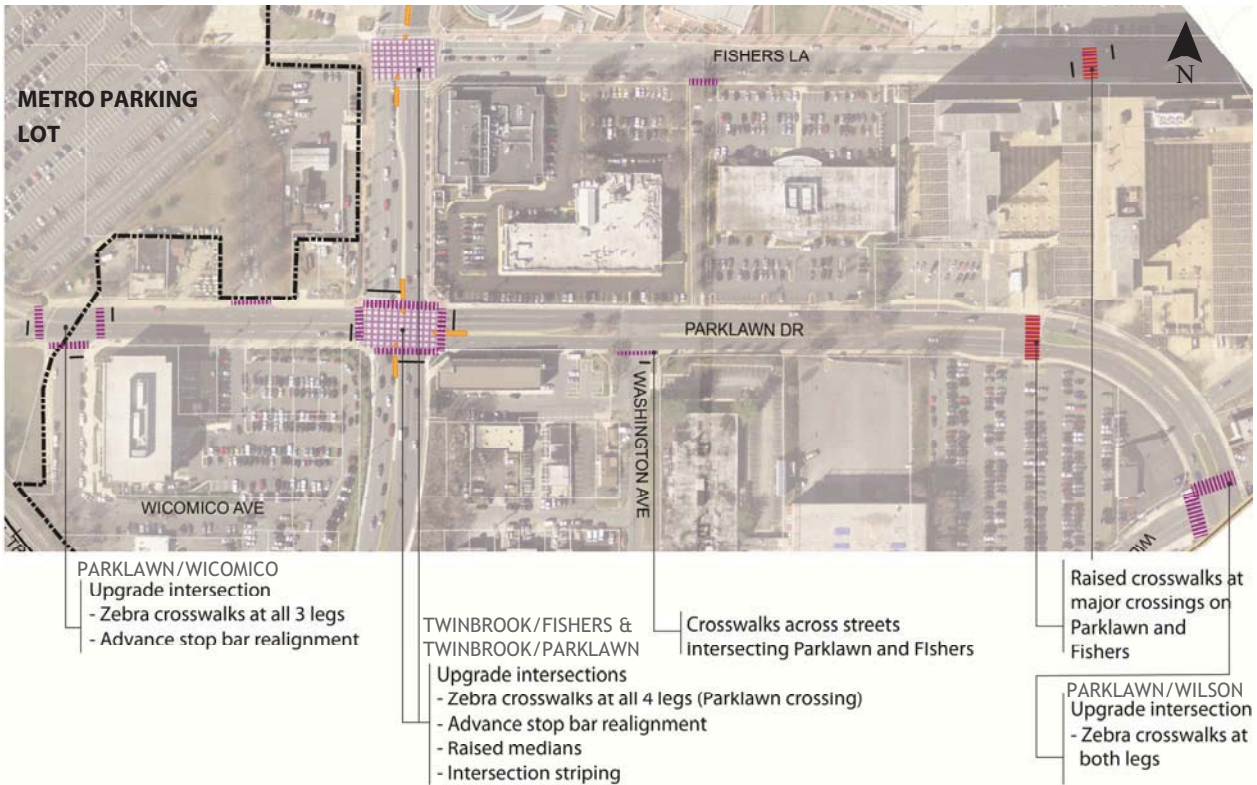 FISHERS LA
N
METRO PARKING
LOT
PARKLAWN DR
WASHINGTON AVE
WICOMICO AVE
PARKLAWN/WICOMICO
Upgrade intersection
- Zebra crosswalks at all 3 legs
- Advance stop bar realignment
TWINBROOK/FISHERS &
TWINBROOK/PARKLAWN
Upgrade intersections
- Zebra crosswalks at all 4 legs (Parklawn crossing)
- Advance stop bar realignment
- Raised medians
- Intersection striping
Crosswalks across streets
intersecting Parklawn and FIshers
Raised crosswalks at
major crossings on
Parklawn and
Fishers
PARKLAWN/WILSON
Upgrade intersection
- Zebra crosswalks at
both legs